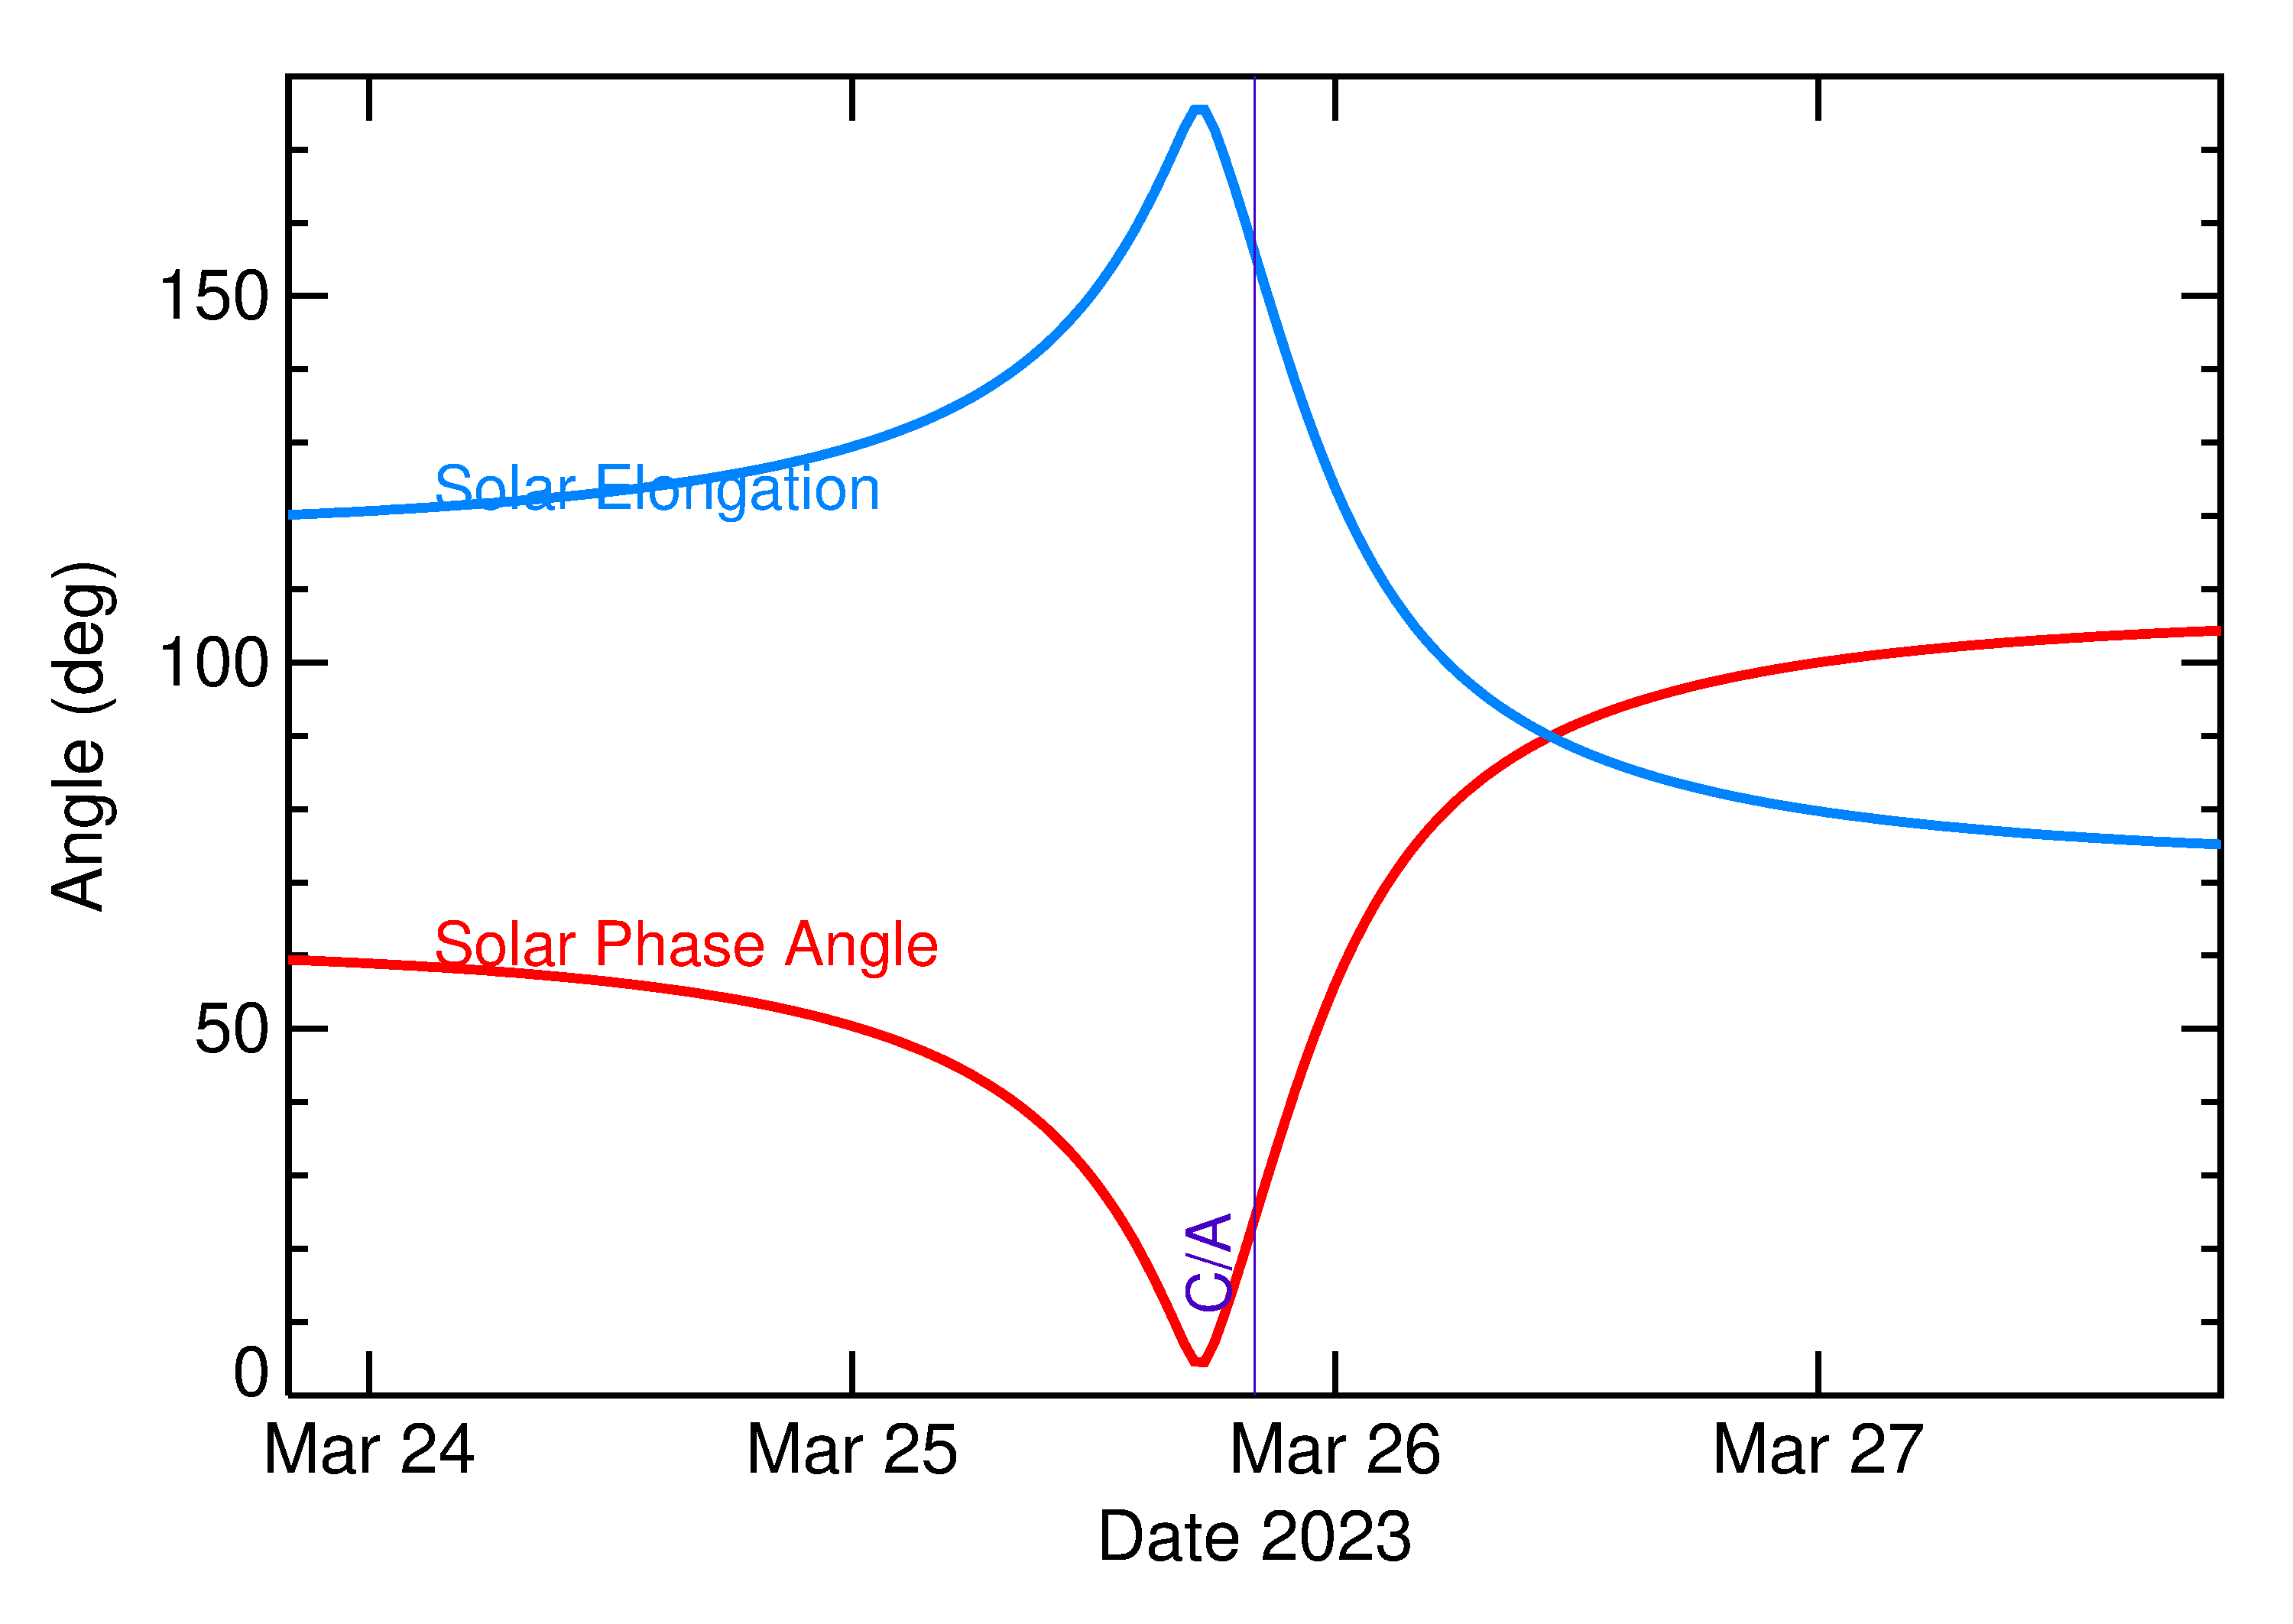 150
100
50
0
Angle (deg)
Solar Elongation
Solar Phase Angle
C/A
Mar 24
Mar 25
Mar 26
Mar 27
Date 2023